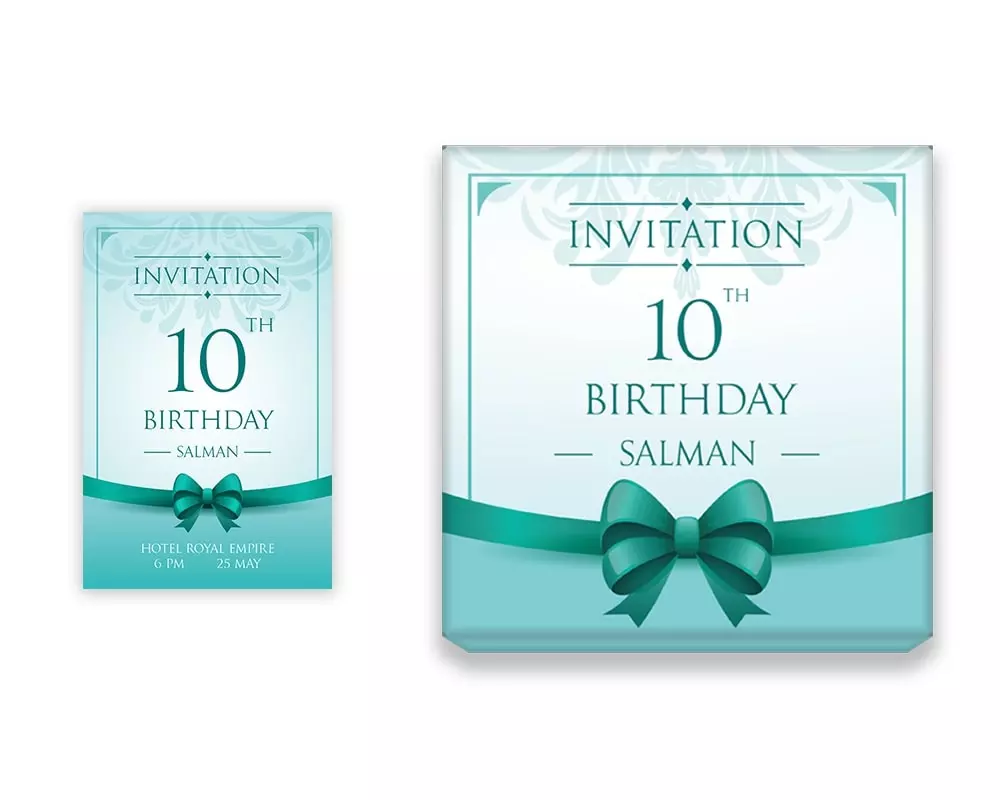 INVITATION
10TH
BIRTHDAY
SALMAN
HOTEL ROYAL EMPIRE
6 PM 25 MAY
INVITATION
10TH
BIRTHDAY
SALMAN